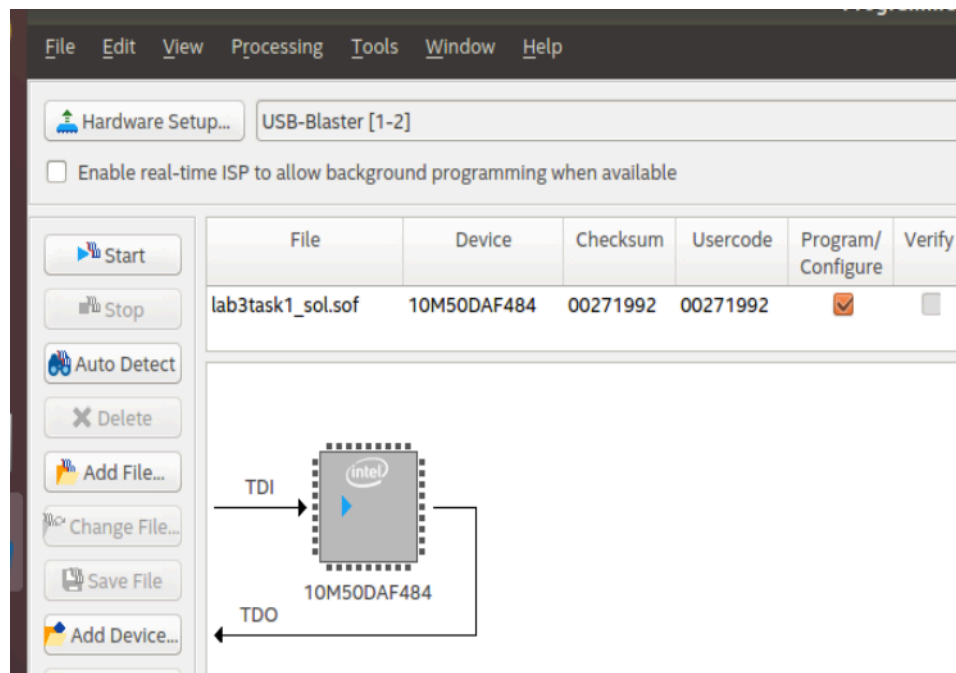 File Edit View Processing Tools Window Help
Hardware Setup... USB-Blaster [1-2]
Enable real-time ISP to allow background programming when available
Start
Stop
Auto Detect
Delete
Add File...
Change File...
Save File
Add Device...
File Device Checksum Usercode Program/ Verify
Configure
lab3task1_sol.sof 10M50DAF484 00271992 00271992
intel
TDI
10M50DAF484
TDO